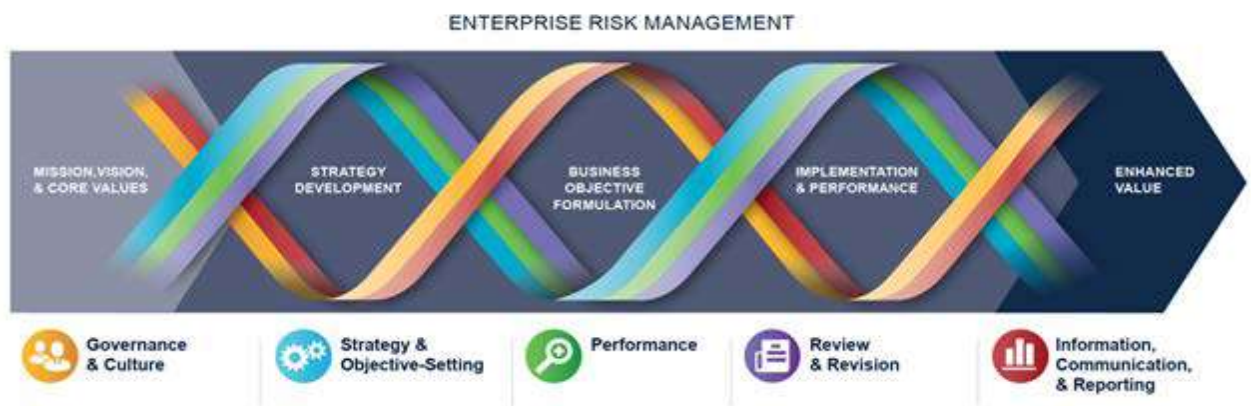 ENTERPRISE RISK MANAGEMENT
MISSION,VISION,
& CORE VALUES
STRATEGY
DEVELOPMENT
BUSINESS
OBJECTIVE
FORMULATION
IMPLEMENTATION
& PERFORMANCE
ENHANCED
VALUE
Governance
& Culture
Strategy &
Objective-Setting
Performance
Review
& Revision
Information,
Communication,
& Reporting